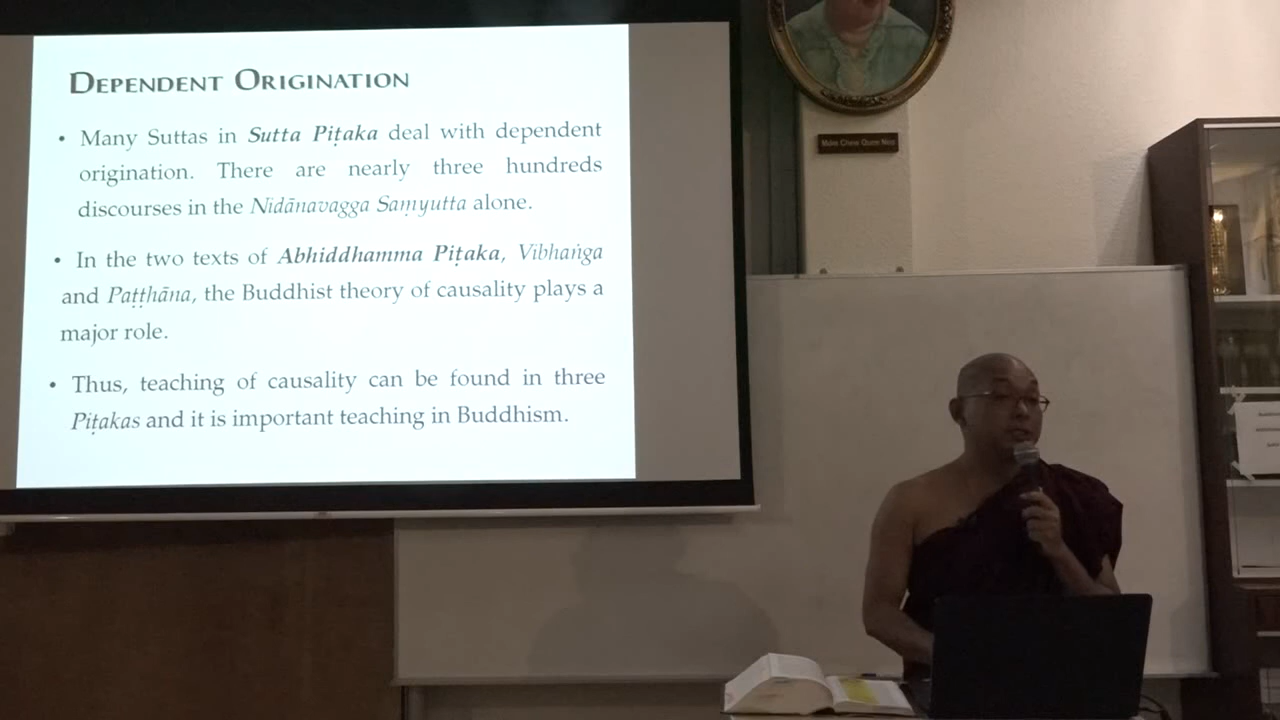 DEPENDENT ORIGINATION
• Many Suttas in Sutta Piṭaka deal with dependent
origination. There are nearly three hundreds
discourses in the Nidānavagga Saṃyutta alone.
• In the two texts of Abhiddhamma Piṭaka, Vibhaṅga
and Paṭṭhāna, the Buddhist theory of causality plays a
major role.
• Thus, teaching of causality can be found in three
Piṭakas and it is important teaching in Buddhism.